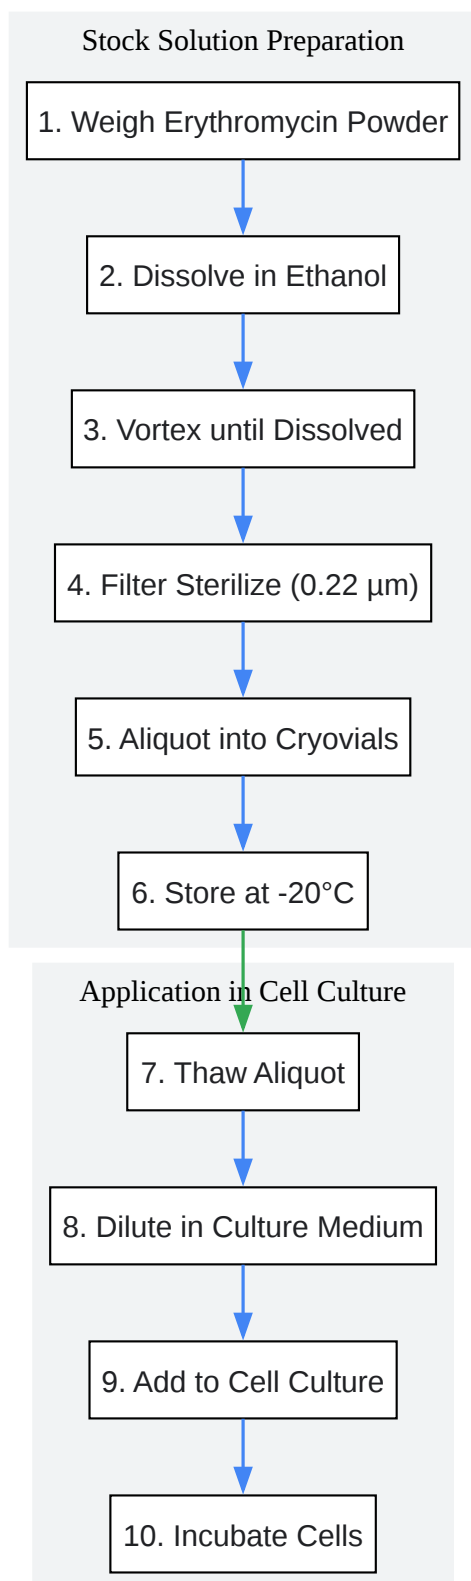 Stock Solution Preparation
1. Weigh Erythromycin Powder
2. Dissolve in Ethanol
3. Vortex until Dissolved
4. Filter Sterilize (0.22 µm)
5. Aliquot into Cryovials
6. Store at -20°C
Application in Cell Culture
7. Thaw Aliquot
8. Dilute in Culture Medium
9. Add to Cell Culture
10. Incubate Cells